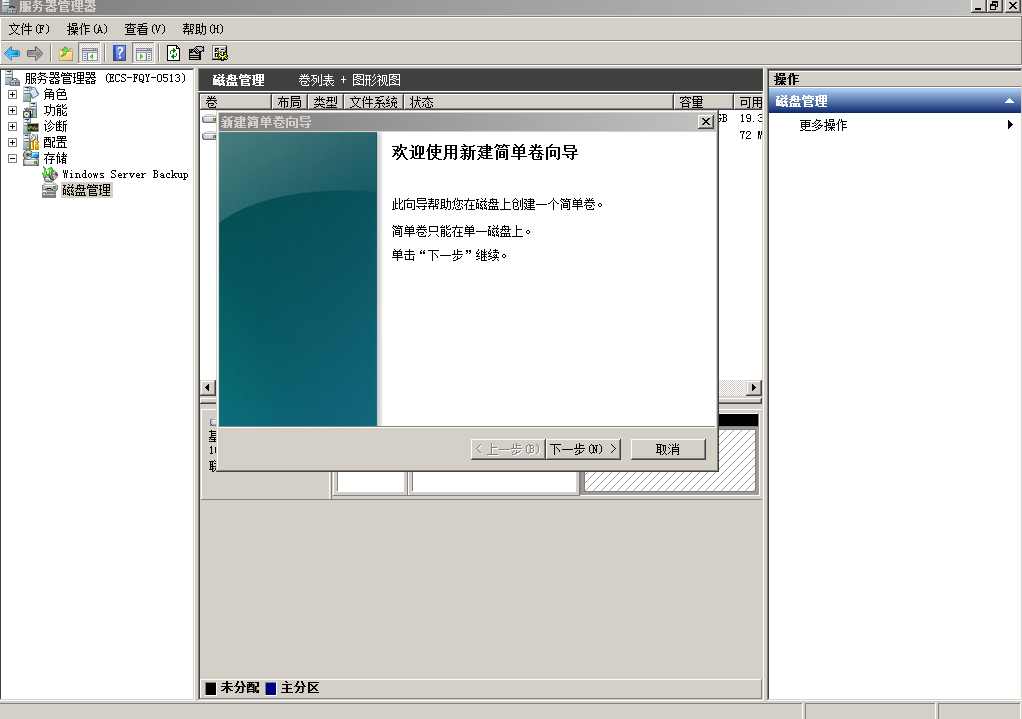 服务器管理器
文件(F) 操作(A) 查看(V) 帮助(H)
服务器管理器 (ECS-FQY-0513)
角色
功能
诊断
配置
存储
Windows Server Backup
磁盘管理
磁盘管理 卷列表 + 图形视图
卷 布局 类型 文件系统 状态 容量 可用
GB 19.3
72 M
新建简单卷向导
欢迎使用新建简单卷向导
此向导帮助您在磁盘上创建一个简单卷。
简单卷只能在单一磁盘上。
单击“下一步”继续。
< 上一步(B) 下一步(N) > 取消
基
10
联
未分配 主分区
操作
磁盘管理
更多操作